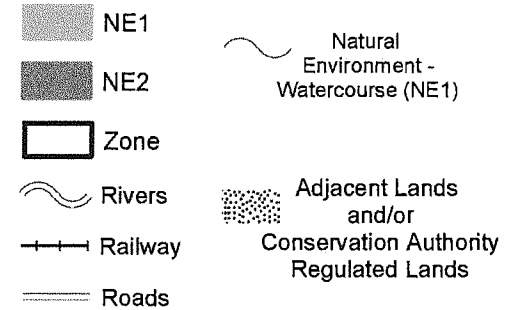 NE1
NE2
Zone
Rivers
Railway
Roads
Natural
Environment -
Watercourse (NE1)
Adjacent Lands
and/or
Conservation Authority
Regulated Lands